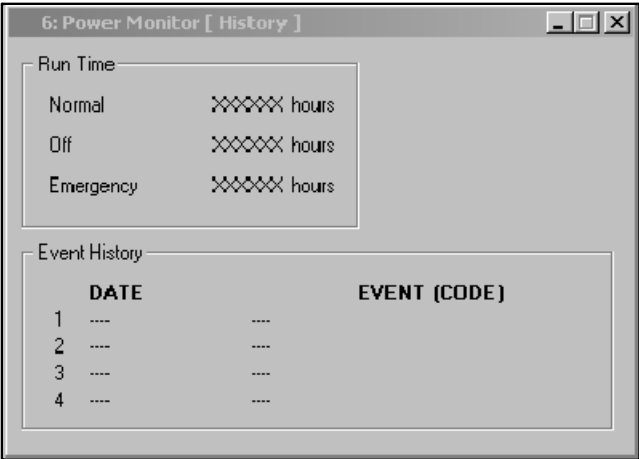 6: Power Monitor [ History ]
Run Time
Normal XXXXXX hours
Off XXXXXX hours
Emergency XXXXXX hours
Event History
DATE EVENT (CODE)
1 ---- ----
2 ---- ----
3 ---- ----
4 ---- ----